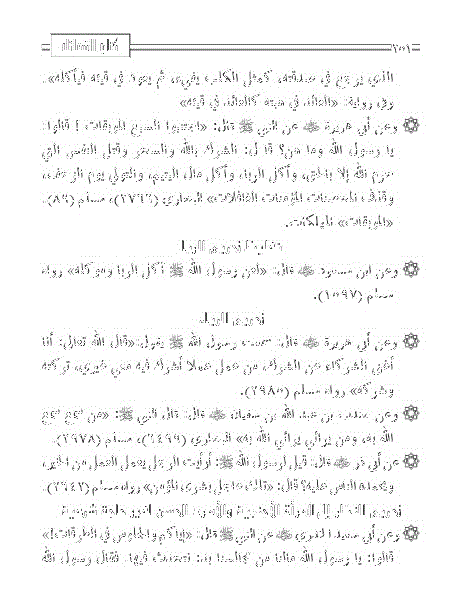 كتاب الفضائل
٣٥١
الذي يرجع في صدقته، كمثل الكلب يقيء، ثم يعود في قيئه فيأكله».
وفي رواية: «العائد في هبته كالعائد في قيئه»
وعن أبي هريرة ﷺ عن النبي ﷺ قال: «اجتنبوا السبع الموبقات! قالوا:
يا رسول الله وما هن؟ قال: الشرك بالله والسحر وقتل النفس التي
حرم الله إلا بالحق، وأكل الربا، وأكل مال اليتيم، والتولي يوم الزحف،
وقذف المحصنات المؤمنات الغافلات» البخاري (٢٧٦٦)، مسلم (٨٩).
«الموبقات» المهلكات.
تغليظ تحريم الربا
وعن ابن مسعود ﷺ قال: «لعن رسول الله ﷺ آكل الربا وموكله» رواه
مسلم (١٥٩٧).
تحريم الرياء
وعن أبي هريرة ﷺ قال: سمعت رسول الله ﷺ يقول: «قال الله تعالى: أنا
أغنى الشركاء عن الشرك، من عمل عملا أشرك فيه معي غيري، تركته
وشركه» رواه مسلم (٢٩٨٥).
وعن جندب بن عبد الله بن سفيان ﷺ قال: قال النبي ﷺ: «من سمع سمع
الله به، ومن يرائي يرائي الله به» البخاري (٦٤٩٩)، مسلم (٢٩٨٧).
عن أبي ذر ﷺ قال: قيل لرسول الله ﷺ: أرأيت الرجل يعمل العمل من الخير،
ويحمده الناس عليه؟ قال: «تلك عاجل بشرى المؤمن» رواه مسلم (٢٦٤٢).
تحريم النظر إلى المرأة الأجنبية والأمرد الحسن لغير حاجة شرعية
وعن أبي سعيد الخدري ﷺ عن النبي ﷺ قال: «إياكم والجلوس في الطرقات!»
قالوا: يا رسول الله مالنا من مجالسنا بد: نتحدث فيها. فقال رسول الله